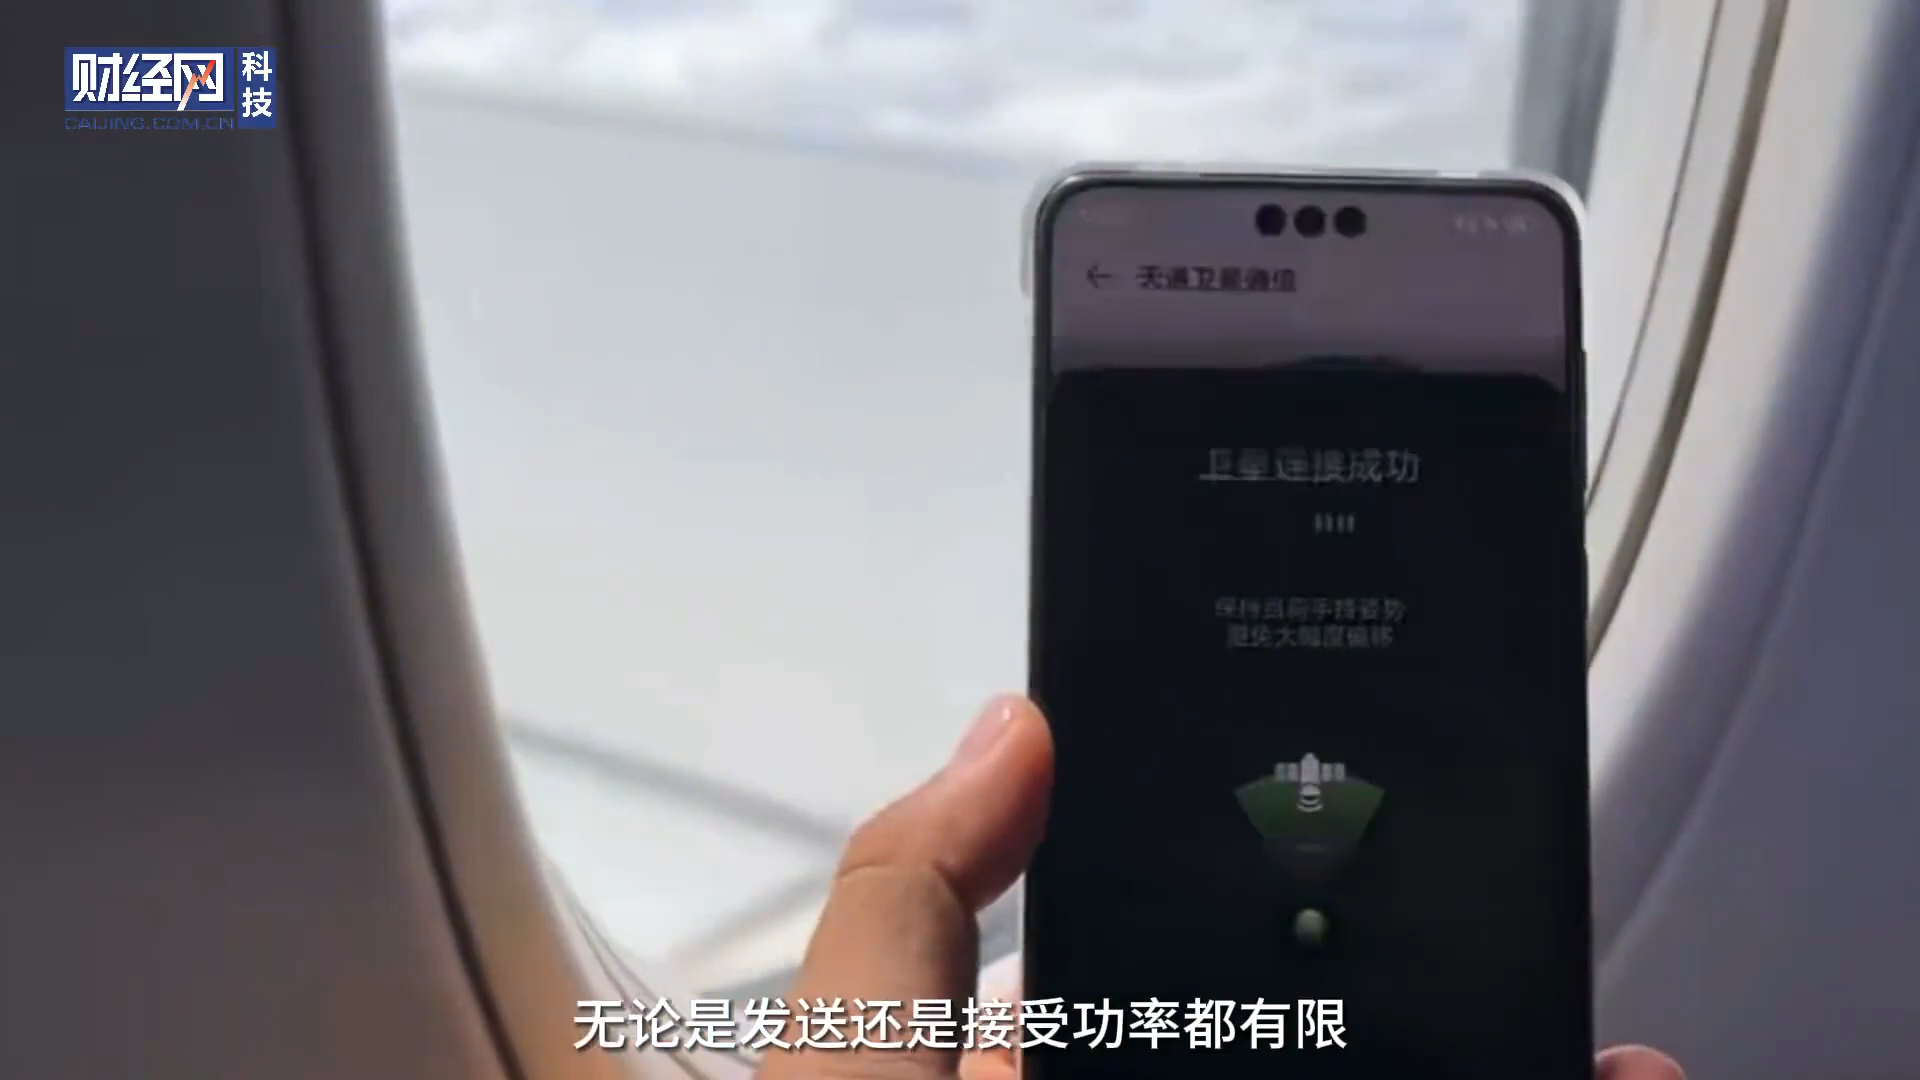 财经网
科技
CAIJING.COM.CN
天通卫星通信
卫星连接成功
保持当前手持姿势
避免大幅度偏移
无论是发送还是接受功率都有限